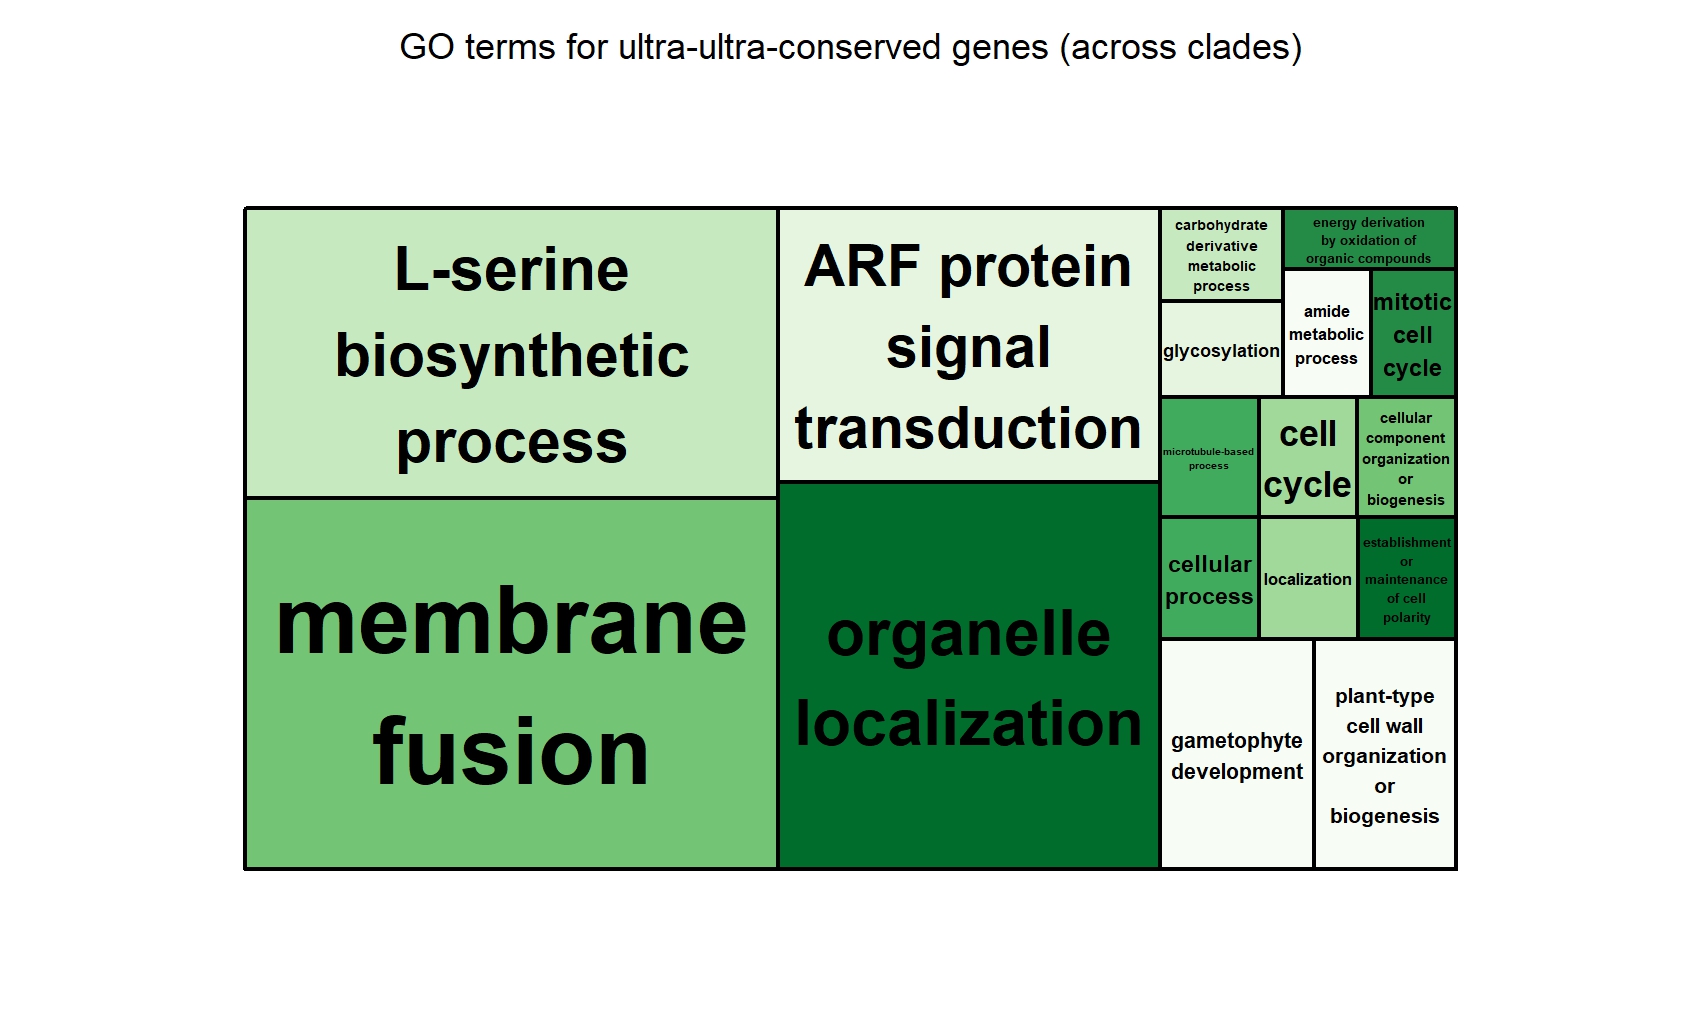 GO terms for ultra-ultra-conserved genes (across clades)
L-serine
biosynthetic
process
membrane
fusion
ARF protein
signal
transduction
organelle
localization
carbohydrate
derivative
metabolic
process
energy derivation
by oxidation of
organic compounds
glycosylation
amide
metabolic
process
mitotic
cell
cycle
microtubule-based
process
cell
cycle
cellular
component
organization
or
biogenesis
cellular
process
localization
establishment
or
maintenance
of cell
polarity
gametophyte
development
plant-type
cell wall
organization
or
biogenesis